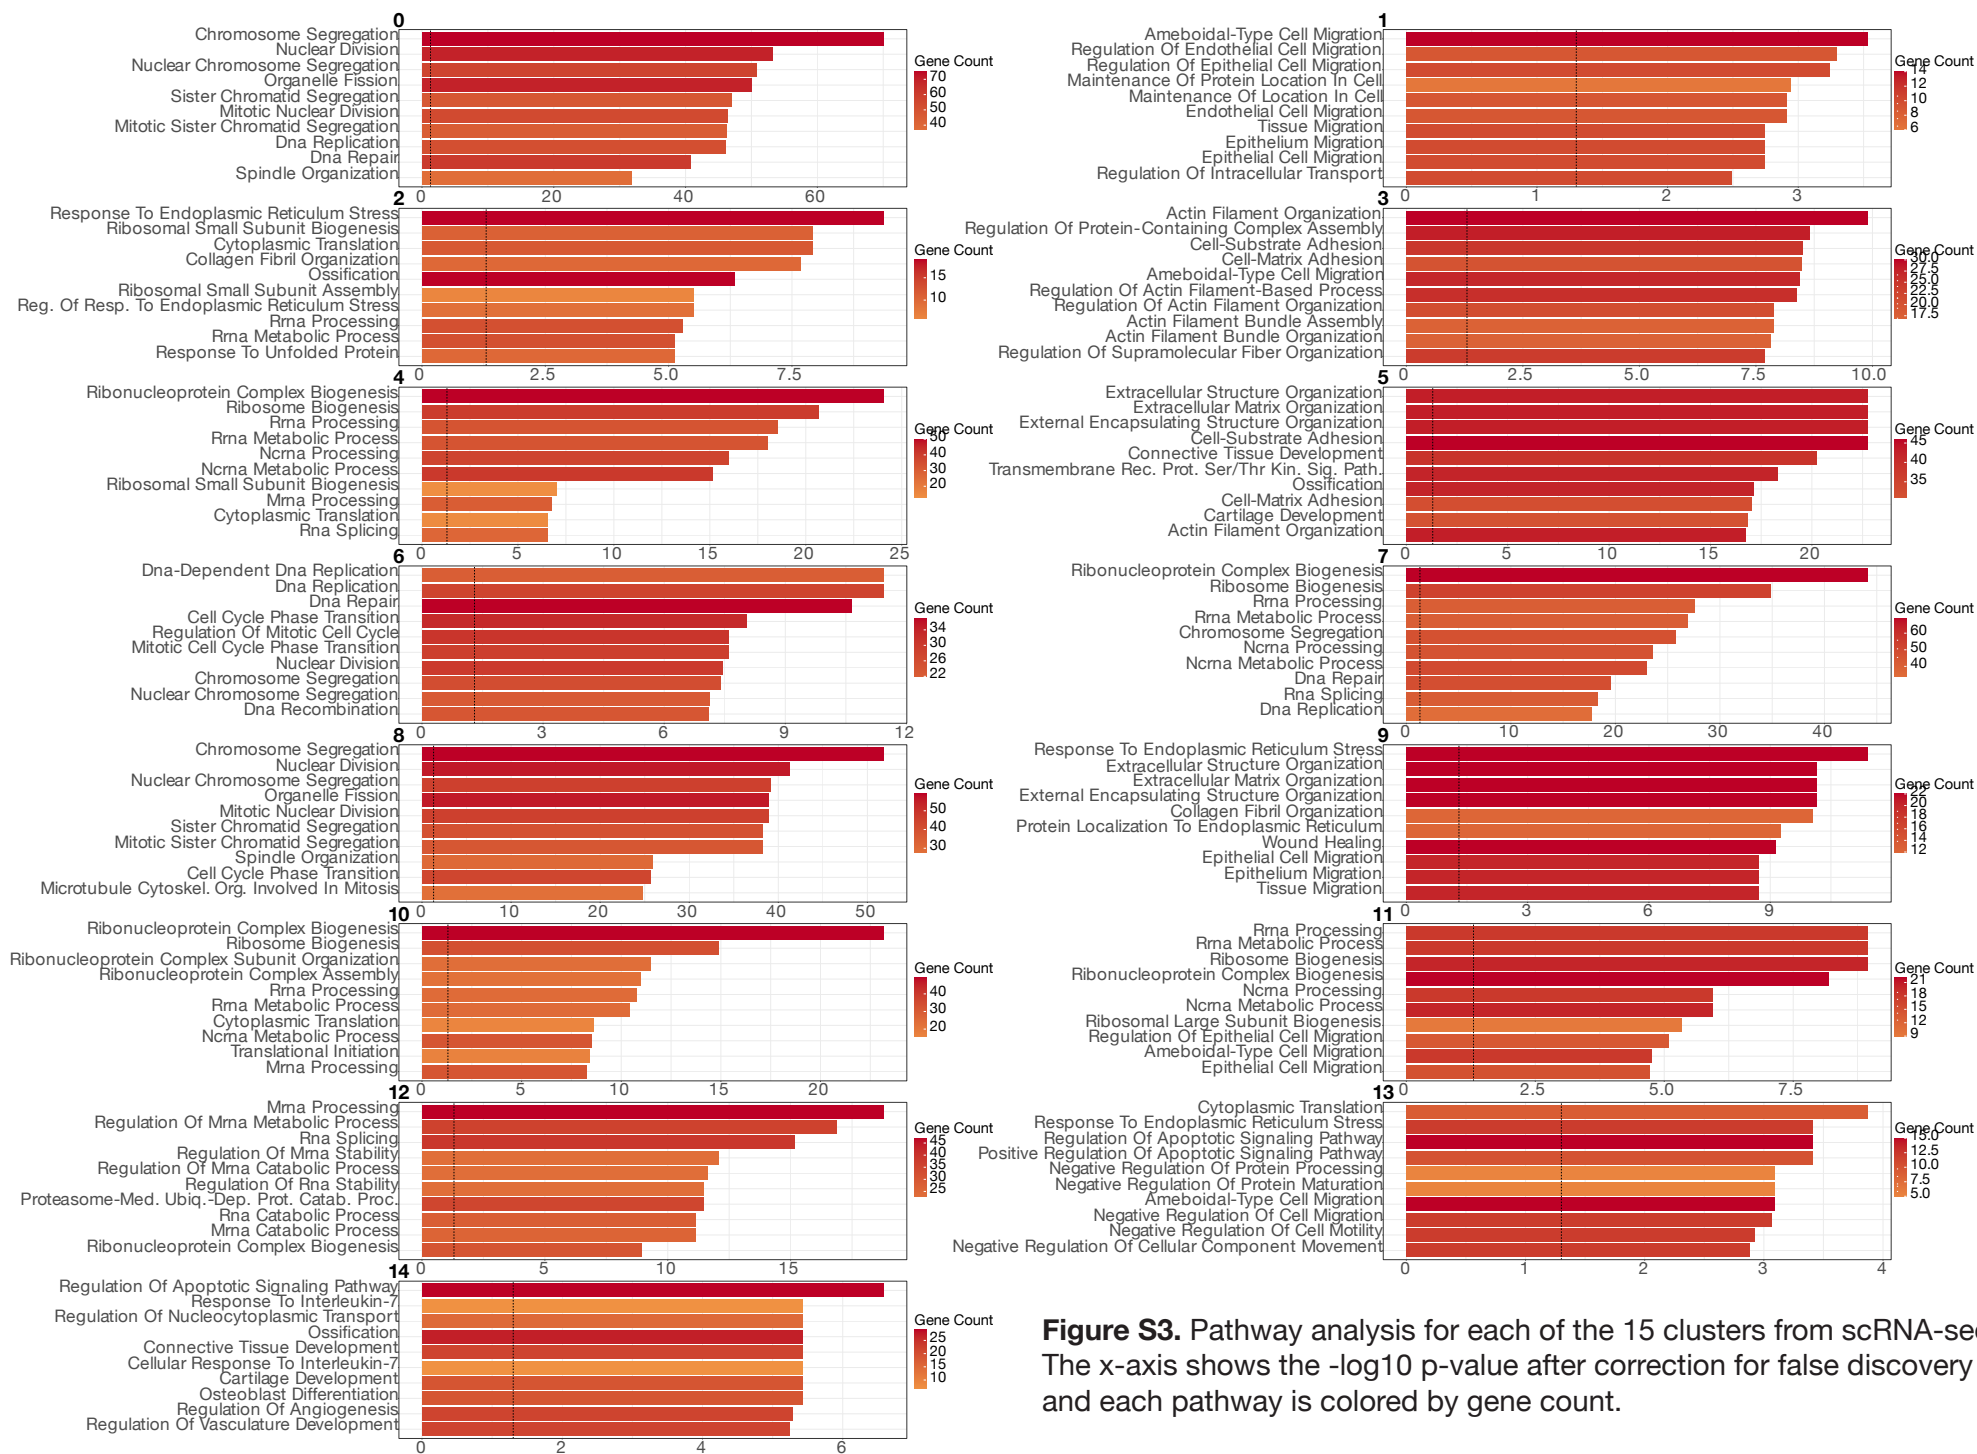 0
Chromosome Segregation
Nuclear Division
Nuclear Chromosome Segregation
Organelle Fission
Sister Chromatid Segregation
Mitotic Nuclear Division
Mitotic Sister Chromatid Segregation
Dna Replication
Dna Repair
Spindle Organization
0 20 40 60
Gene Count
70
60
50
40
1
Ameboidal-Type Cell Migration
Regulation Of Endothelial Cell Migration
Regulation Of Epithelial Cell Migration
Maintenance Of Protein Location In Cell
Maintenance Of Location In Cell
Endothelial Cell Migration
Tissue Migration
Epithelium Migration
Epithelial Cell Migration
Regulation Of Intracellular Transport
0 1 2 3
Gene Count
14
12
10
8
6
2
Response To Endoplasmic Reticulum Stress
Ribosomal Small Subunit Biogenesis
Cytoplasmic Translation
Collagen Fibril Organization
Ossification
Ribosomal Small Subunit Assembly
Reg. Of Resp. To Endoplasmic Reticulum Stress
Rrna Processing
Rrna Metabolic Process
Response To Unfolded Protein
0 2.5 5.0 7.5
Gene Count
15
10
3
Actin Filament Organization
Regulation Of Protein-Containing Complex Assembly
Cell-Substrate Adhesion
Cell-Matrix Adhesion
Ameboidal-Type Cell Migration
Regulation Of Actin Filament-Based Process
Regulation Of Actin Filament Organization
Actin Filament Bundle Assembly
Actin Filament Bundle Organization
Regulation Of Supramolecular Fiber Organization
0 2.5 5.0 7.5 10.0
Gene Count
30.0
27.5
25.0
22.5
20.0
17.5
4
Ribonucleoprotein Complex Biogenesis
Ribosome Biogenesis
Rrna Processing
Rrna Metabolic Process
Ncrna Processing
Ncrna Metabolic Process
Ribosomal Small Subunit Biogenesis
Mrna Processing
Cytoplasmic Translation
Rna Splicing
0 5 10 15 20 25
Gene Count
50
40
30
20
5
Extracellular Structure Organization
Extracellular Matrix Organization
External Encapsulating Structure Organization
Cell-Substrate Adhesion
Connective Tissue Development
Transmembrane Rec. Prot. Ser/Thr Kin. Sig. Path.
Ossification
Cell-Matrix Adhesion
Cartilage Development
Actin Filament Organization
0 5 10 15 20
Gene Count
45
40
35
6
Dna-Dependent Dna Replication
Dna Replication
Dna Repair
Cell Cycle Phase Transition
Regulation Of Mitotic Cell Cycle
Mitotic Cell Cycle Phase Transition
Nuclear Division
Chromosome Segregation
Nuclear Chromosome Segregation
Dna Recombination
0 3 6 9 12
Gene Count
34
30
26
22
7
Ribonucleoprotein Complex Biogenesis
Ribosome Biogenesis
Rrna Processing
Rrna Metabolic Process
Chromosome Segregation
Ncrna Processing
Ncrna Metabolic Process
Dna Repair
Rna Splicing
Dna Replication
0 10 20 30 40
Gene Count
60
50
40
8
Chromosome Segregation
Nuclear Division
Nuclear Chromosome Segregation
Organelle Fission
Mitotic Nuclear Division
Sister Chromatid Segregation
Mitotic Sister Chromatid Segregation
Spindle Organization
Cell Cycle Phase Transition
Microtubule Cytoskel. Org. Involved In Mitosis
0 10 20 30 40 50
Gene Count
50
40
30
9
Response To Endoplasmic Reticulum Stress
Extracellular Structure Organization
Extracellular Matrix Organization
External Encapsulating Structure Organization
Collagen Fibril Organization
Protein Localization To Endoplasmic Reticulum
Wound Healing
Epithelial Cell Migration
Epithelium Migration
Tissue Migration
0 3 6 9
Gene Count
22
20
18
16
14
12
10
Ribonucleoprotein Complex Biogenesis
Ribosome Biogenesis
Ribonucleoprotein Complex Subunit Organization
Ribonucleoprotein Complex Assembly
Rrna Processing
Rrna Metabolic Process
Cytoplasmic Translation
Ncrna Metabolic Process
Translational Initiation
Mrna Processing
0 5 10 15 20
Gene Count
40
30
20
11
Rrna Processing
Rrna Metabolic Process
Ribosome Biogenesis
Ribonucleoprotein Complex Biogenesis
Ncrna Processing
Ncrna Metabolic Process
Ribosomal Large Subunit Biogenesis
Regulation Of Epithelial Cell Migration
Ameboidal-Type Cell Migration
Epithelial Cell Migration
0 2.5 5.0 7.5
Gene Count
21
18
15
12
9
12
Mrna Processing
Regulation Of Mrna Metabolic Process
Rna Splicing
Regulation Of Mrna Stability
Regulation Of Mrna Catabolic Process
Regulation Of Rna Stability
Proteasome-Med. Ubiq.-Dep. Prot. Catab. Proc.
Rna Catabolic Process
Mrna Catabolic Process
Ribonucleoprotein Complex Biogenesis
0 5 10 15
Gene Count
45
40
35
30
25
13
Cytoplasmic Translation
Response To Endoplasmic Reticulum Stress
Regulation Of Apoptotic Signaling Pathway
Positive Regulation Of Apoptotic Signaling Pathway
Negative Regulation Of Protein Processing
Negative Regulation Of Protein Maturation
Ameboidal-Type Cell Migration
Negative Regulation Of Cell Migration
Negative Regulation Of Cell Motility
Negative Regulation Of Cellular Component Movement
0 1 2 3 4
Gene Count
15.0
12.5
10.0
7.5
5.0
14
Regulation Of Apoptotic Signaling Pathway
Response To Interleukin-7
Regulation Of Nucleocytoplasmic Transport
Ossification
Connective Tissue Development
Cellular Response To Interleukin-7
Cartilage Development
Osteoblast Differentiation
Regulation Of Angiogenesis
Regulation Of Vasculature Development
0 2 4 6
Gene Count
25
20
15
10
Figure S3. Pathway analysis for each of the 15 clusters from scRNA-seq
The x-axis shows the -log10 p-value after correction for false discovery
and each pathway is colored by gene count.